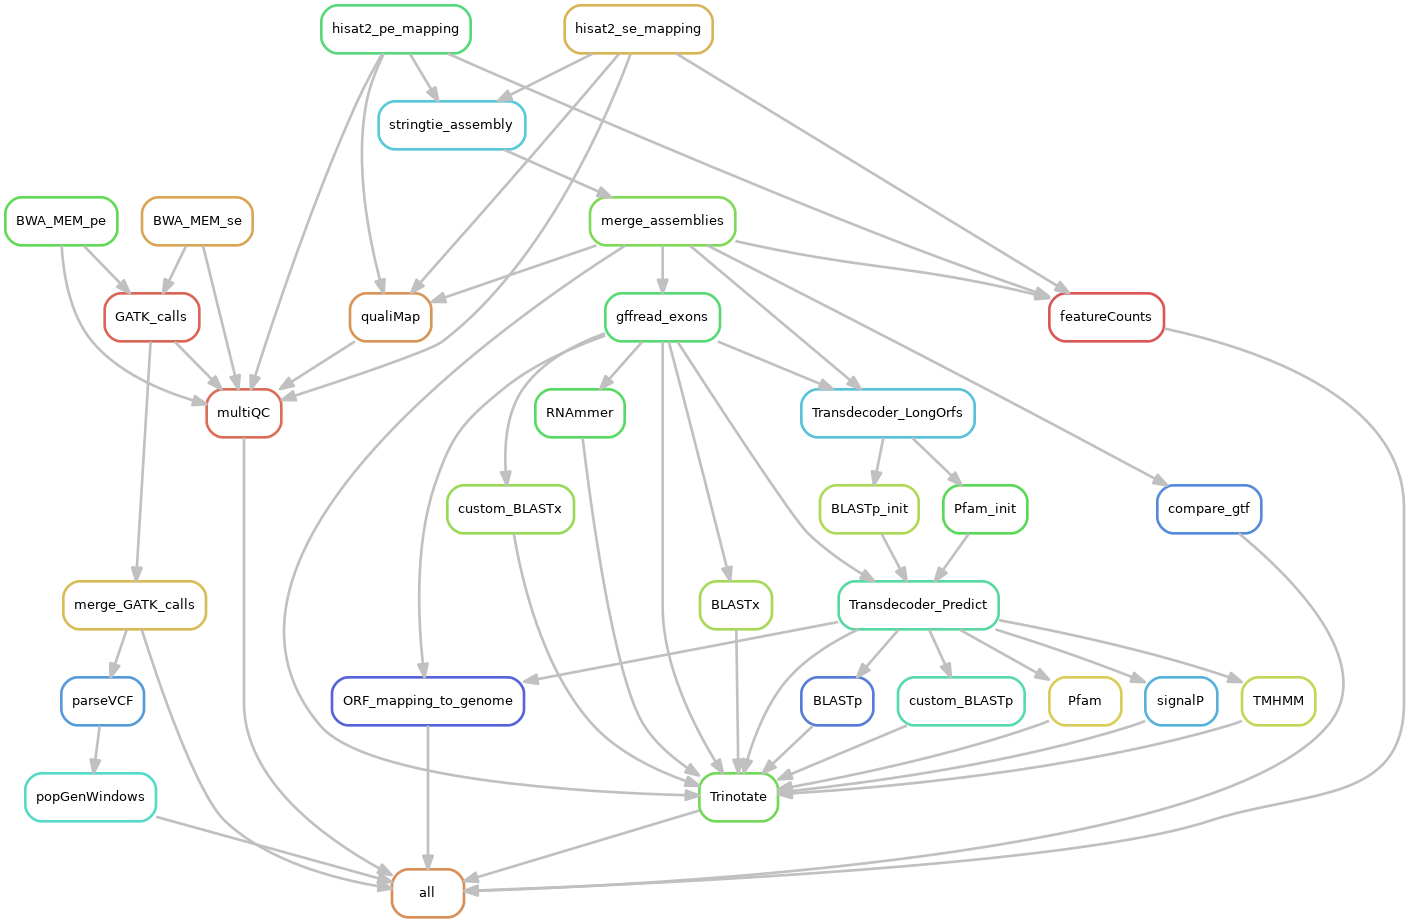 hisat2_pe_mapping
hisat2_se_mapping
stringtie_assembly
BWA_MEM_pe
BWA_MEM_se
merge_assemblies
GATK_calls
qualiMap
gffread_exons
featureCounts
multiQC
RNAmmer
Transdecoder_LongOrfs
custom_BLASTx
BLASTp_init
Pfam_init
compare_gtf
merge_GATK_calls
BLASTx
Transdecoder_Predict
parseVCF
ORF_mapping_to_genome
BLASTp
custom_BLASTp
Pfam
signalP
TMHMM
popGenWindows
Trinotate
all